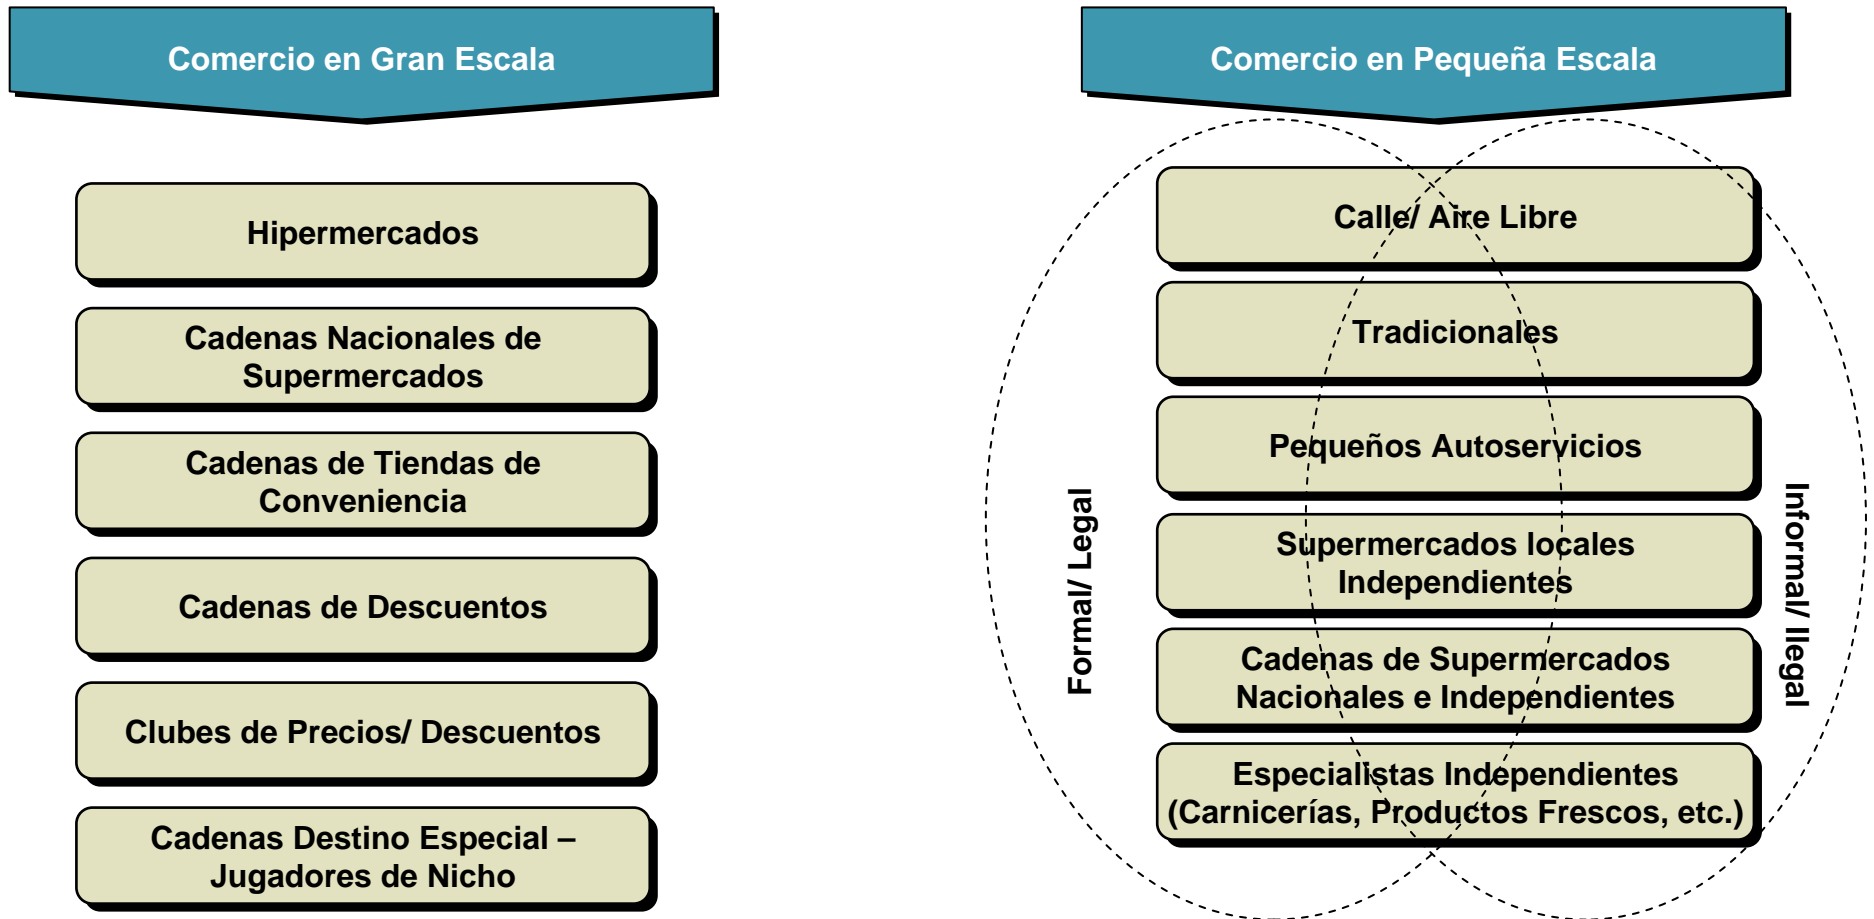 Comercio en Gran Escala
Hipermercados
Cadenas Nacionales de
Supermercados
Cadenas de Tiendas de
Conveniencia
Cadenas de Descuentos
Clubes de Precios/ Descuentos
Cadenas Destino Especial –
Jugadores de Nicho
Comercio en Pequeña Escala
Formal/ Legal
Calle/ Aire Libre
Tradicionales
Pequeños Autoservicios
Supermercados locales
Independientes
Cadenas de Supermercados
Nacionales e Independientes
Especialistas Independientes
(Carnicerías, Productos Frescos, etc.)
Informal/ Ilegal